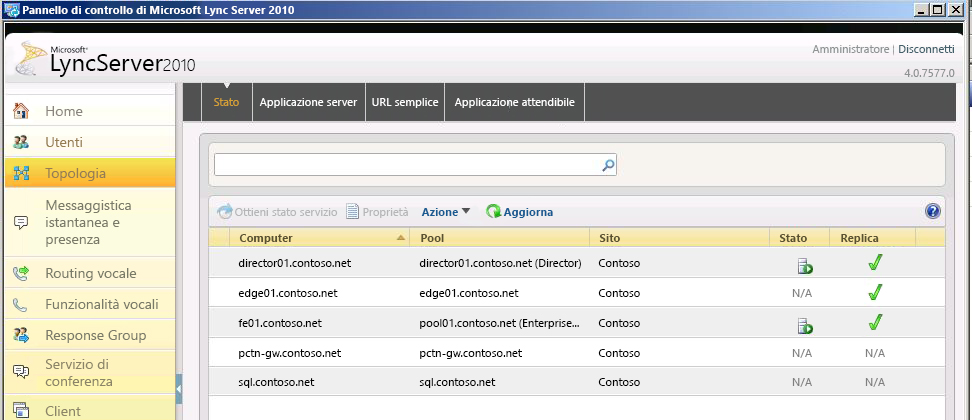 Pannello di controllo di Microsoft Lync Server 2010
Microsoft®
LyncServer2010
Amministratore | Disconnetti
4.0.7577.0
Home
Utenti
Topologia
Messaggistica
istantanea e
presenza
Routing vocale
Funzionalità vocali
Response Group
Servizio di
conferenza
Client
Stato Applicazione server URL semplice Applicazione attendibile
Ottieni stato servizio Proprietà Azione Aggiorna ?
Computer Pool Sito Stato Replica
director01.contoso.net director01.contoso.net (Director) Contoso
edge01.contoso.net edge01.contoso.net Contoso N/A
fe01.contoso.net pool01.contoso.net (Enterprise... Contoso
pctn-gw.contoso.net pctn-gw.contoso.net Contoso N/A N/A
sql.contoso.net sql.contoso.net Contoso N/A N/A